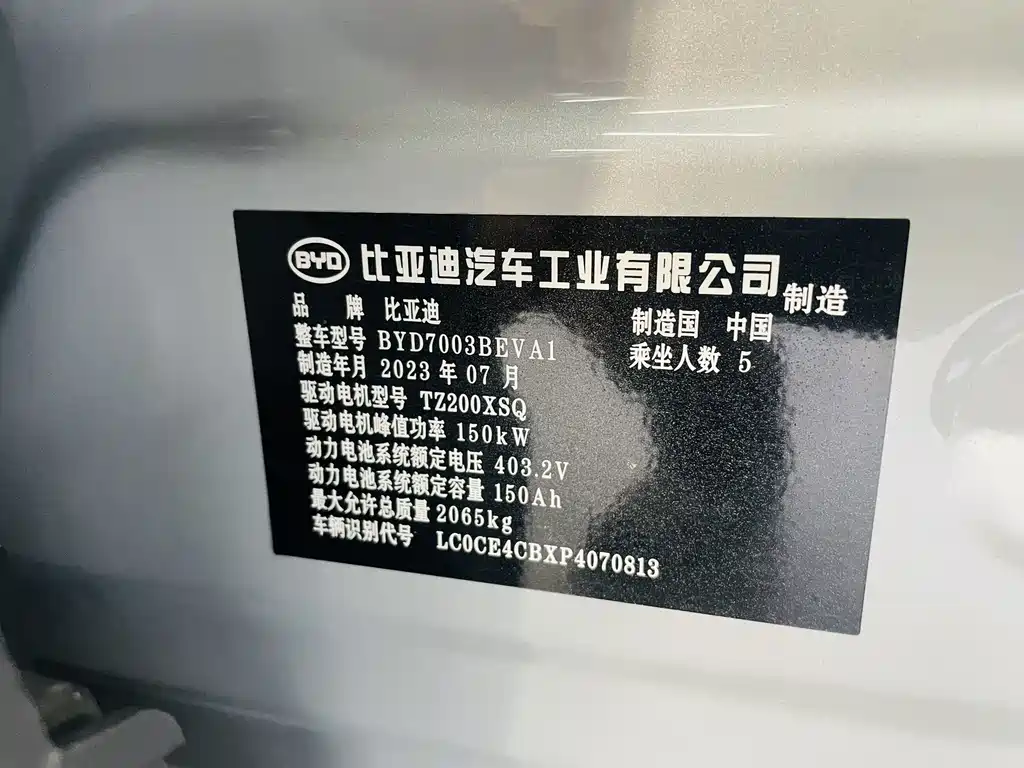 BYD 比亚迪汽车工业有限公司 制造
品 牌 比亚迪 制造国 中国
整车型号 BYD7003BEVA1 乘坐人数 5
制造年月 2023 年 07 月
驱动电机型号 TZ200XSQ
驱动电机峰值功率 150kW
动力电池系统额定电压 403.2V
动力电池系统额定容量 150Ah
最大允许总质量 2065kg
车辆识别代号 LC0CE4CBXP4070813